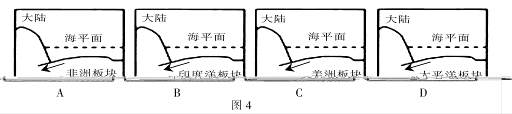 大陆 大陆 大陆 大陆
海平面 海平面 海平面 海平面
非洲板块 印度洋板块 美洲板块 太平洋板块
A B C D
图4